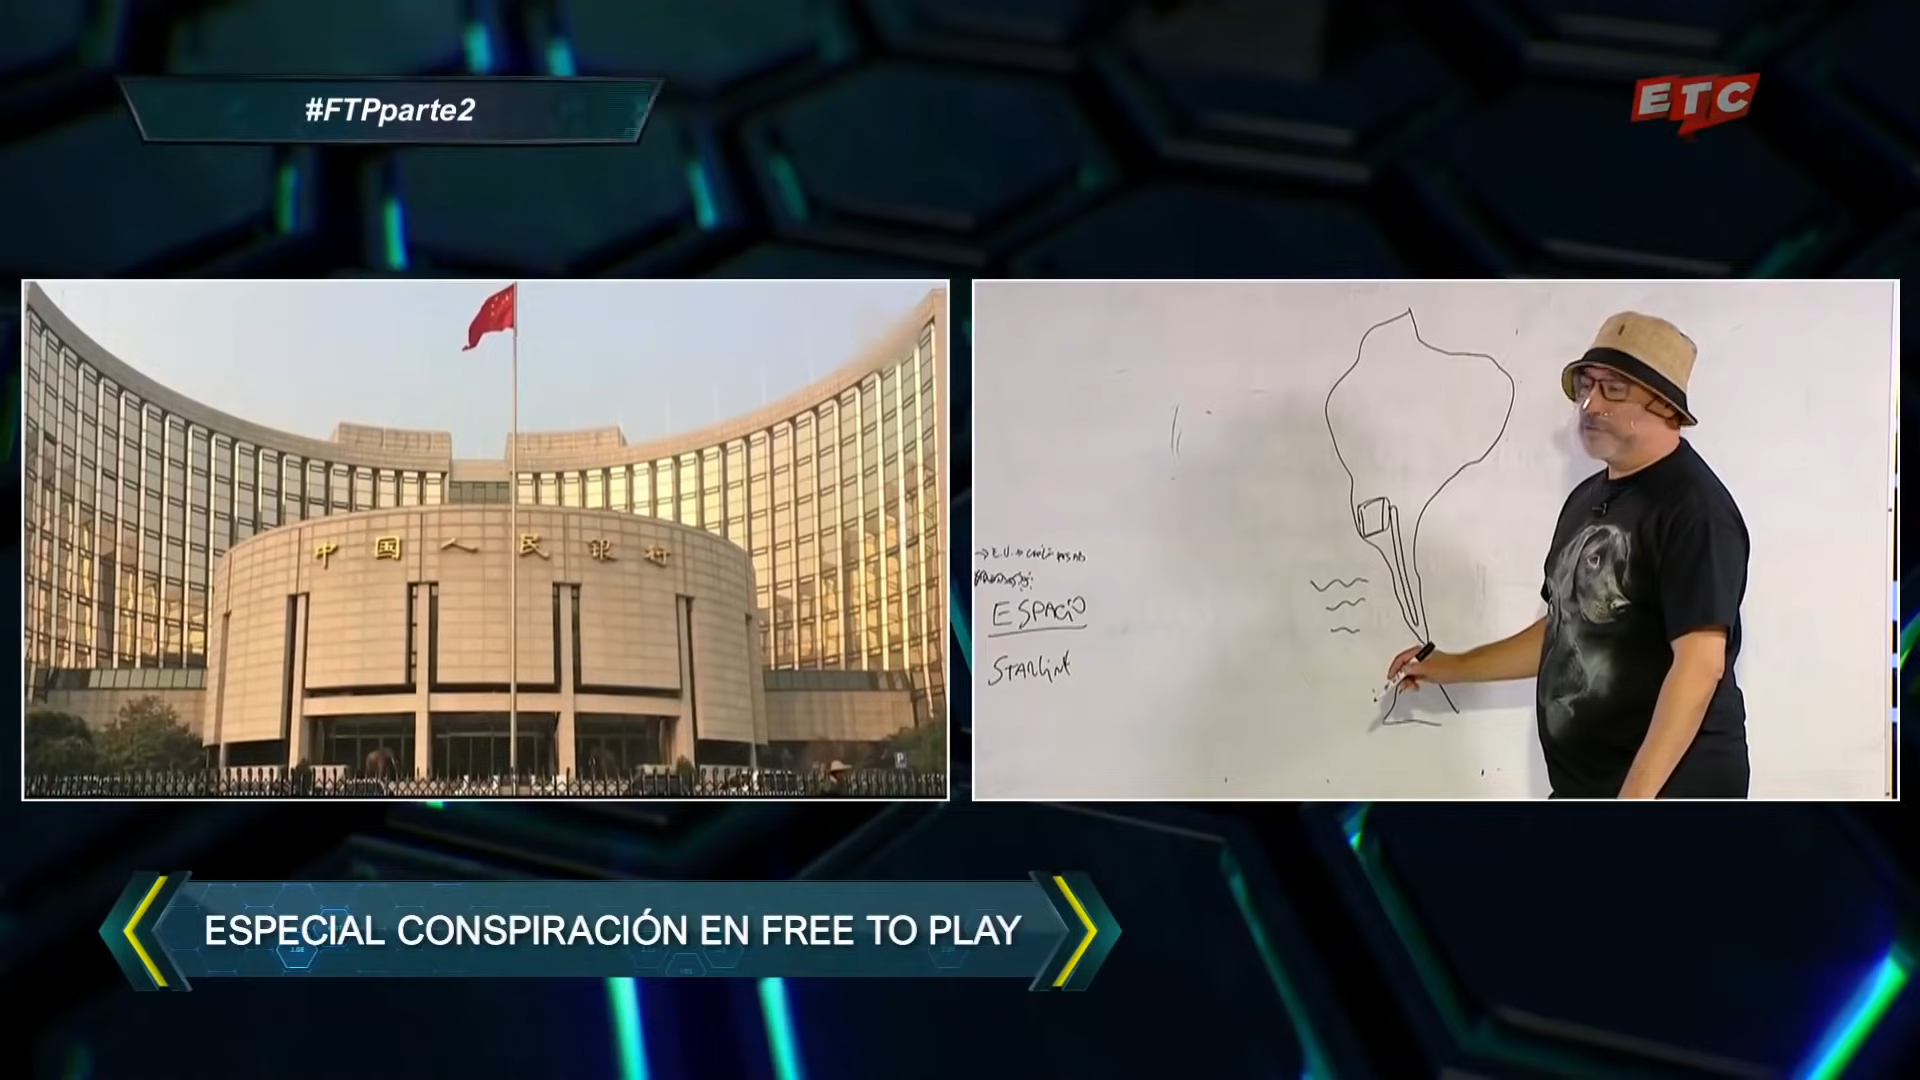 #FTPparte2
ETC
中国人民银行
ESPACIO
STARLINK
ESPECIAL CONSPIRACIÓN EN FREE TO PLAY